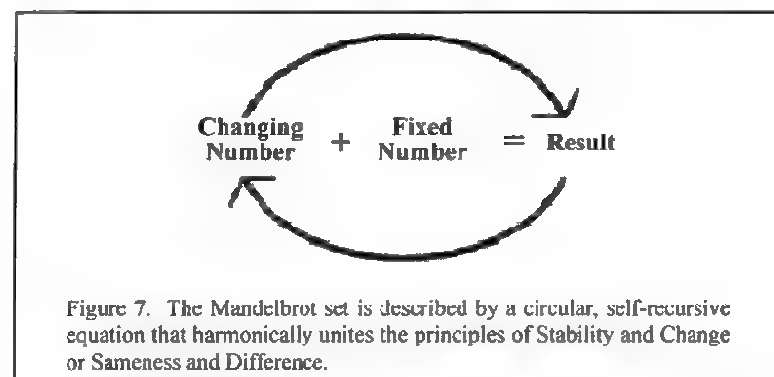 Changing Number + Fixed Number = Result
Figure 7. The Mandelbrot set is described by a circular, self-recursive
equation that harmonically unites the principles of Stability and Change
or Sameness and Difference.